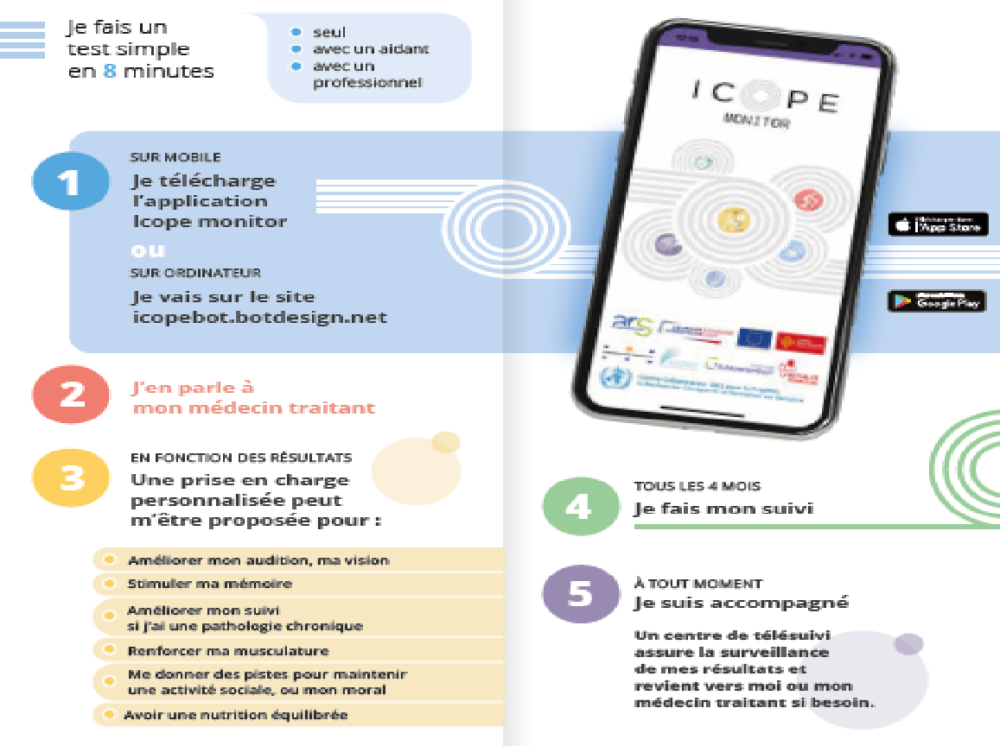 Je fais un
test simple
en 8 minutes
seul
avec un aidant
avec un
professionnel
1
SUR MOBILE
Je télécharge
l'application
Icope monitor
ou
SUR ORDINATEUR
Je vais sur le site
icopebot.botdesign.net
2
J'en parle à
mon médecin traitant
3
EN FONCTION DES RÉSULTATS
Une prise en charge
personnalisée peut
m'être proposée pour :
Améliorer mon audition, ma vision
Stimuler ma mémoire
Améliorer mon suivi
si j'ai une pathologie chronique
Renforcer ma musculature
Me donner des pistes pour maintenir
une activité sociale, ou mon moral
Avoir une nutrition équilibrée
ICOPE
MONITOR
ars
App Store
Google Play
4
TOUS LES 4 MOIS
Je fais mon suivi
5
À TOUT MOMENT
Je suis accompagné
Un centre de télésuivi
assure la surveillance
de mes résultats et
revient vers moi ou mon
médecin traitant si besoin.